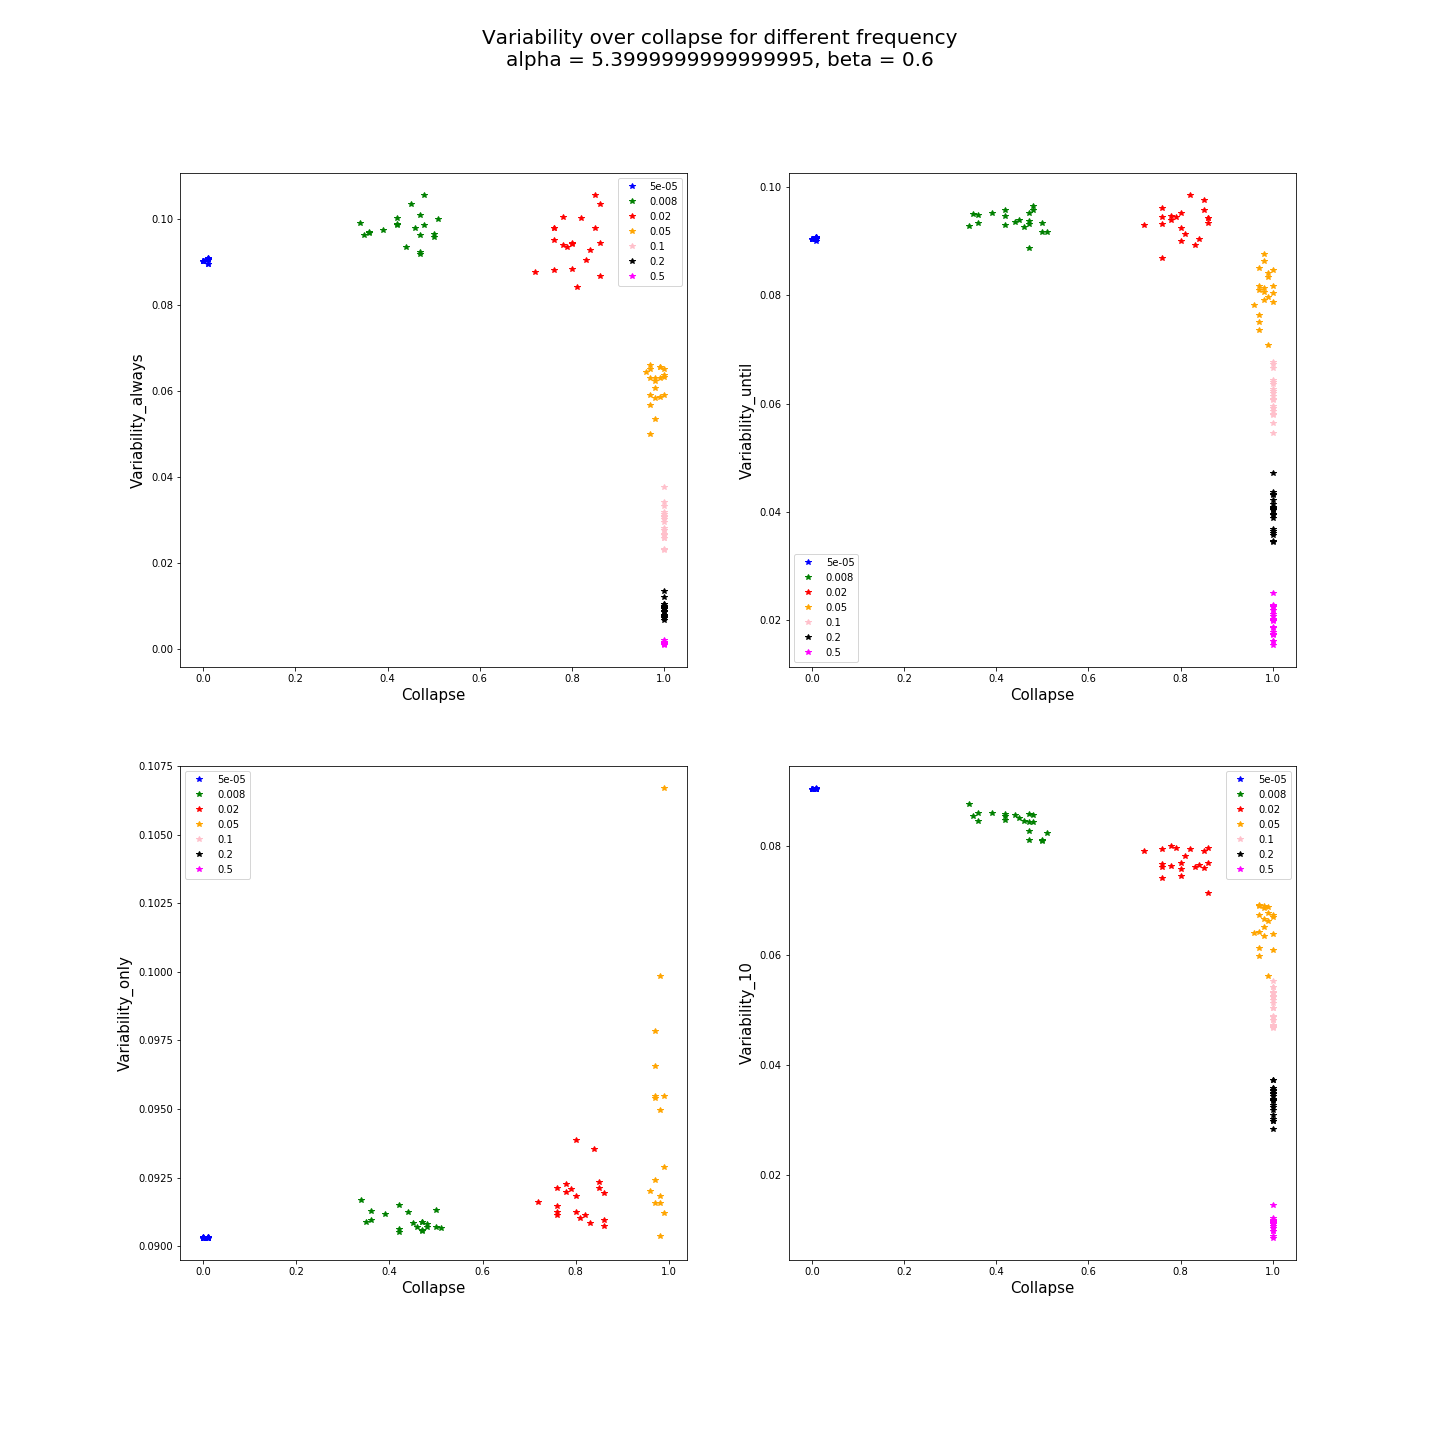 Variability over collapse for different frequency
alpha = 5.3999999999999995, beta = 0.6
0.10
0.08
0.06
0.04
0.02
0.00
Variability_always
5e-05
0.008
0.02
0.05
0.1
0.2
0.5
0.0 0.2 0.4 0.6 0.8 1.0
Collapse
0.10
0.08
0.06
0.04
0.02
Variability_until
5e-05
0.008
0.02
0.05
0.1
0.2
0.5
0.0 0.2 0.4 0.6 0.8 1.0
Collapse
0.1075
0.1050
0.1025
0.1000
0.0975
0.0950
0.0925
0.0900
Variability_only
5e-05
0.008
0.02
0.05
0.1
0.2
0.5
0.0 0.2 0.4 0.6 0.8 1.0
Collapse
0.08
0.06
0.04
0.02
Variability_10
5e-05
0.008
0.02
0.05
0.1
0.2
0.5
0.0 0.2 0.4 0.6 0.8 1.0
Collapse